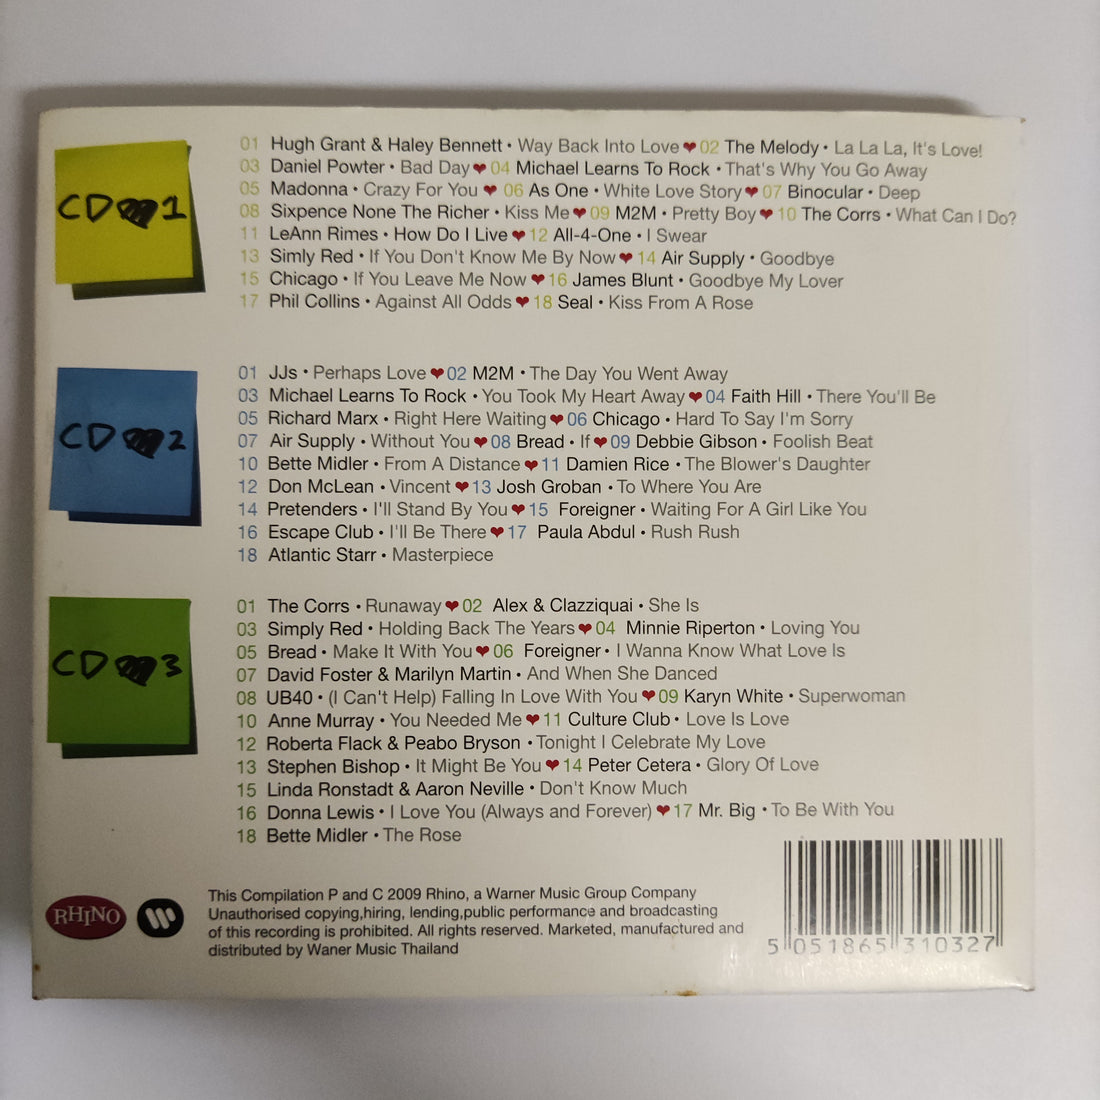 CD 1
01 Hugh Grant & Haley Bennett • Way Back Into Love ❤ 02 The Melody • La La La, It's Love!
03 Daniel Powter • Bad Day ❤ 04 Michael Learns To Rock • That's Why You Go Away
05 Madonna • Crazy For You ❤ 06 As One • White Love Story ❤ 07 Binocular • Deep
08 Sixpence None The Richer • Kiss Me ❤ 09 M2M • Pretty Boy ❤ 10 The Corrs • What Can I Do?
11 LeAnn Rimes • How Do I Live ❤ 12 All-4-One • I Swear
13 Simly Red • If You Don't Know Me By Now ❤ 14 Air Supply • Goodbye
15 Chicago • If You Leave Me Now ❤ 16 James Blunt • Goodbye My Lover
17 Phil Collins • Against All Odds ❤ 18 Seal • Kiss From A Rose
CD 2
01 JJs • Perhaps Love ❤ 02 M2M • The Day You Went Away
03 Michael Learns To Rock • You Took My Heart Away ❤ 04 Faith Hill • There You'll Be
05 Richard Marx • Right Here Waiting ❤ 06 Chicago • Hard To Say I'm Sorry
07 Air Supply • Without You ❤ 08 Bread • If ❤ 09 Debbie Gibson • Foolish Beat
10 Bette Midler • From A Distance ❤ 11 Damien Rice • The Blower's Daughter
12 Don McLean • Vincent ❤ 13 Josh Groban • To Where You Are
14 Pretenders • I'll Stand By You ❤ 15 Foreigner • Waiting For A Girl Like You
16 Escape Club • I'll Be There ❤ 17 Paula Abdul • Rush Rush
18 Atlantic Starr • Masterpiece
CD 3
01 The Corrs • Runaway ❤ 02 Alex & Clazziquai • She Is
03 Simply Red • Holding Back The Years ❤ 04 Minnie Riperton • Loving You
05 Bread • Make It With You ❤ 06 Foreigner • I Wanna Know What Love Is
07 David Foster & Marilyn Martin • And When She Danced
08 UB40 • (I Can't Help) Falling In Love With You ❤ 09 Karyn White • Superwoman
10 Anne Murray • You Needed Me ❤ 11 Culture Club • Love Is Love
12 Roberta Flack & Peabo Bryson • Tonight I Celebrate My Love
13 Stephen Bishop • It Might Be You ❤ 14 Peter Cetera • Glory Of Love
15 Linda Ronstadt & Aaron Neville • Don't Know Much
16 Donna Lewis • I Love You (Always and Forever) ❤ 17 Mr. Big • To Be With You
18 Bette Midler • The Rose
RHINO
This Compilation P and C 2009 Rhino, a Warner Music Group Company
Unauthorised copying,hiring, lending,public performance and broadcasting
of this recording is prohibited. All rights reserved. Marketed, manufactured and
distributed by Waner Music Thailand
5 051865 310327